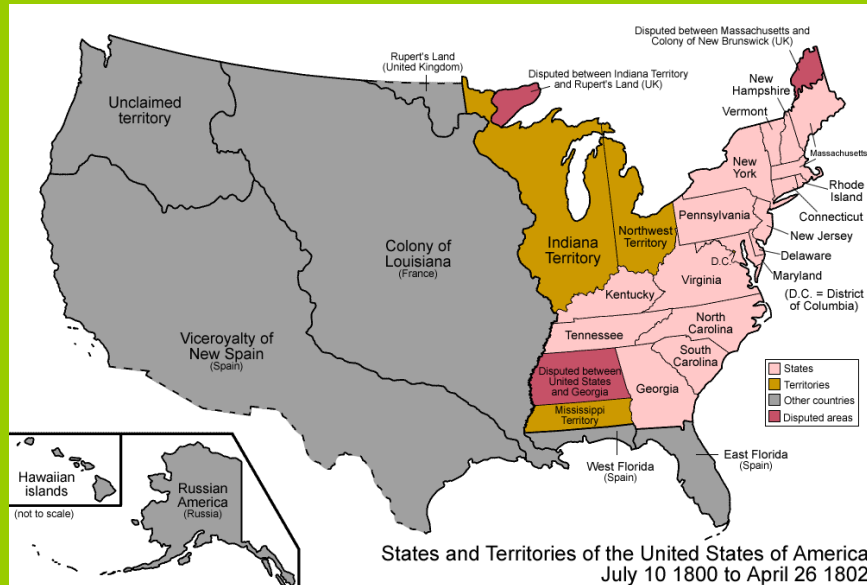 Disputed between Massachusetts and
Colony of New Brunswick (UK)
Rupert's Land
(United Kingdom)
Disputed between Indiana Territory
and Rupert's Land (UK)
New
Hampshire
Vermont
Unclaimed
territory
Massachusetts
New
York
Rhode
Island
Connecticut
Pennsylvania
New Jersey
Northwest
Territory
Indiana
Territory
Colony of
Louisiana
(France)
D.C.
Delaware
Maryland
(D.C. = District
of Columbia)
Virginia
Kentucky
Viceroyalty of
New Spain
(Spain)
Tennessee
North
Carolina
South
Carolina
Disputed between
United States
and Georgia
Georgia
Mississippi
Territory
States
Territories
Other countries
Disputed areas
West Florida
(Spain)
East Florida
(Spain)
Hawaiian
islands
(not to scale)
Russian
America
(Russia)
States and Territories of the United States of America
July 10 1800 to April 26 1802